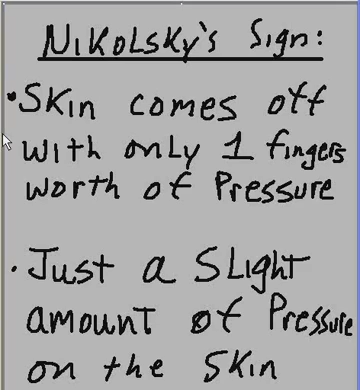 Nikolsky's Sign:
• Skin comes off
with only 1 fingers
worth of Pressure
• Just a Slight
amount of Pressure
on the Skin